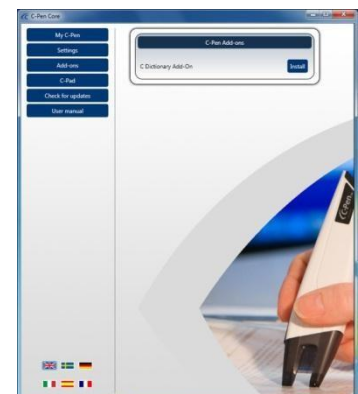 C-Pen Core
My C-Pen
Settings
Add-ons
C-Pad
Check for updates
User manual
C-Pen Add-ons
C Dictionary Add-On
Install
C-Pen